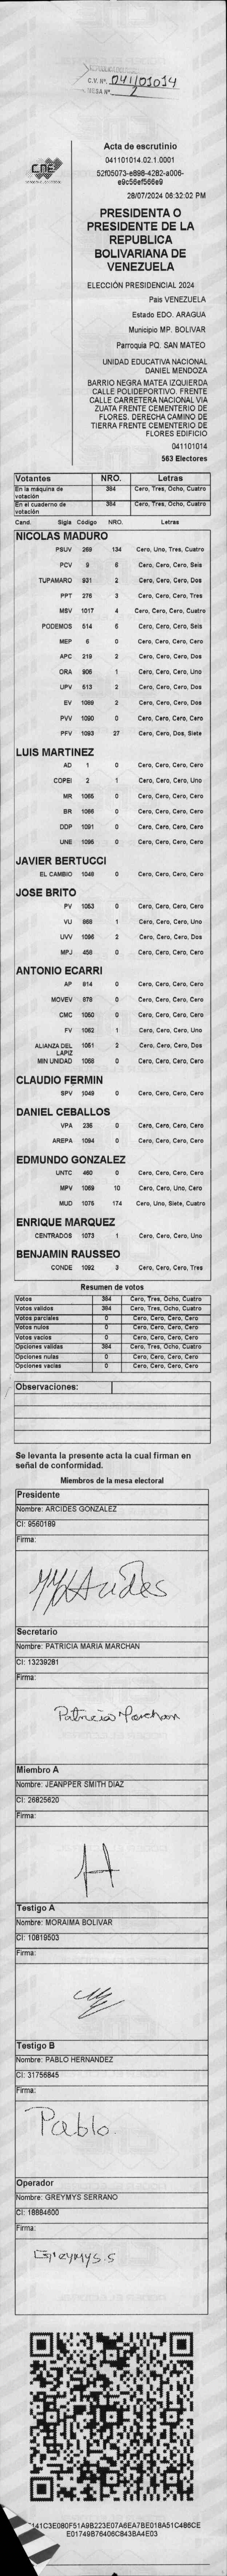 C.V. Nº. 041101014
MESA Nº 2
CNE
Acta de escrutinio
041101014.02.1.0001
52f05073-e898-4282-a006-
e9c56ef566e9
28/07/2024 06:32:02 PM
PRESIDENTA O
PRESIDENTE DE LA
REPUBLICA
BOLIVARIANA DE
VENEZUELA
ELECCIÓN PRESIDENCIAL 2024
Pais VENEZUELA
Estado EDO. ARAGUA
Municipio MP. BOLIVAR
Parroquia PQ. SAN MATEO
UNIDAD EDUCATIVA NACIONAL
DANIEL MENDOZA
BARRIO NEGRA MATEA IZQUIERDA
CALLE POLIDEPORTIVO. FRENTE
CALLE CARRETERA NACIONAL VIA
ZUATA FRENTE CEMENTERIO DE
FLORES. DERECHA CAMINO DE
TIERRA FRENTE CEMENTERIO DE
FLORES EDIFICIO
041101014
563 Electores
Votantes NRO. Letras
En la máquina de votación 384 Cero, Tres, Ocho, Cuatro
En el cuaderno de votación 384 Cero, Tres, Ocho, Cuatro
Cand. Sigla Código NRO. Letras
NICOLAS MADURO
PSUV 269 134 Cero, Uno, Tres, Cuatro
PCV 9 6 Cero, Cero, Cero, Seis
TUPAMARO 931 2 Cero, Cero, Cero, Dos
PPT 276 3 Cero, Cero, Cero, Tres
MSV 1017 4 Cero, Cero, Cero, Cuatro
PODEMOS 514 6 Cero, Cero, Cero, Seis
MEP 6 0 Cero, Cero, Cero, Cero
APC 219 2 Cero, Cero, Cero, Dos
ORA 906 1 Cero, Cero, Cero, Uno
UPV 513 2 Cero, Cero, Cero, Dos
EV 1089 2 Cero, Cero, Cero, Dos
PVV 1090 0 Cero, Cero, Cero, Cero
PFV 1093 27 Cero, Cero, Dos, Siete
LUIS MARTINEZ
AD 1 0 Cero, Cero, Cero, Cero
COPEI 2 1 Cero, Cero, Cero, Uno
MR 1065 0 Cero, Cero, Cero, Cero
BR 1066 0 Cero, Cero, Cero, Cero
DDP 1091 0 Cero, Cero, Cero, Cero
UNE 1095 0 Cero, Cero, Cero, Cero
JAVIER BERTUCCI
EL CAMBIO 1048 0 Cero, Cero, Cero, Cero
JOSE BRITO
PV 1053 0 Cero, Cero, Cero, Cero
VU 868 1 Cero, Cero, Cero, Uno
UVV 1096 2 Cero, Cero, Cero, Dos
MPJ 458 0 Cero, Cero, Cero, Cero
ANTONIO ECARRI
AP 814 0 Cero, Cero, Cero, Cero
MOVEV 878 0 Cero, Cero, Cero, Cero
CMC 1050 0 Cero, Cero, Cero, Cero
FV 1062 1 Cero, Cero, Cero, Uno
ALIANZA DEL LAPIZ 1051 2 Cero, Cero, Cero, Dos
MIN UNIDAD 1068 0 Cero, Cero, Cero, Cero
CLAUDIO FERMIN
SPV 1049 0 Cero, Cero, Cero, Cero
DANIEL CEBALLOS
VPA 236 0 Cero, Cero, Cero, Cero
AREPA 1094 0 Cero, Cero, Cero, Cero
EDMUNDO GONZALEZ
UNTC 460 0 Cero, Cero, Cero, Cero
MPV 1069 10 Cero, Cero, Uno, Cero
MUD 1075 174 Cero, Uno, Siete, Cuatro
ENRIQUE MARQUEZ
CENTRADOS 1073 1 Cero, Cero, Cero, Uno
BENJAMIN RAUSSEO
CONDE 1092 3 Cero, Cero, Cero, Tres
Resumen de votos
Votos 384 Cero, Tres, Ocho, Cuatro
Votos validos 384 Cero, Tres, Ocho, Cuatro
Votos parciales 0 Cero, Cero, Cero, Cero
Votos nulos 0 Cero, Cero, Cero, Cero
Votos vacios 0 Cero, Cero, Cero, Cero
Opciones validas 384 Cero, Tres, Ocho, Cuatro
Opciones nulas 0 Cero, Cero, Cero, Cero
Opciones vacias 0 Cero, Cero, Cero, Cero
Observaciones:
Se levanta la presente acta la cual firman en
señal de conformidad.
Miembros de la mesa electoral
Presidente
Nombre: ARCIDES GONZALEZ
CI: 9560189
Firma:
Secretario
Nombre: PATRICIA MARIA MARCHAN
CI: 13239281
Firma:
Patricia Marchan
Miembro A
Nombre: JEANPPER SMITH DIAZ
CI: 26825620
Firma:
Testigo A
Nombre: MORAIMA BOLIVAR
CI: 10819503
Firma:
Testigo B
Nombre: PABLO HERNANDEZ
CI: 31756845
Firma:
Pablo
Operador
Nombre: GREYMYS SERRANO
CI: 18884600
Firma:
Greymys.S
141C3E080F51A9B223E07A6EA7BE018A51C486CE
E01749B76406C843BA4E03